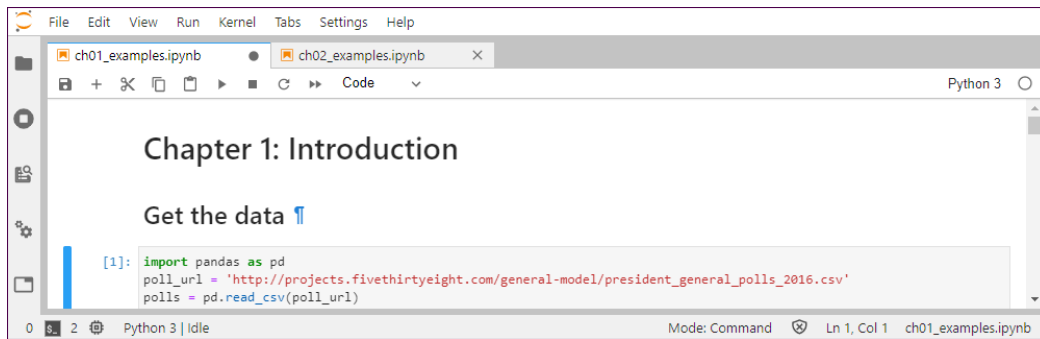 File Edit View Run Kernel Tabs Settings Help
ch01_examples.ipynb ch02_examples.ipynb
Code Python 3
Chapter 1: Introduction
Get the data ¶
[1]: import pandas as pd
poll_url = 'http://projects.fivethirtyeight.com/general-model/president_general_polls_2016.csv'
polls = pd.read_csv(poll_url)
0 $_ 2 Python 3 | Idle Mode: Command Ln 1, Col 1 ch01_examples.ipynb